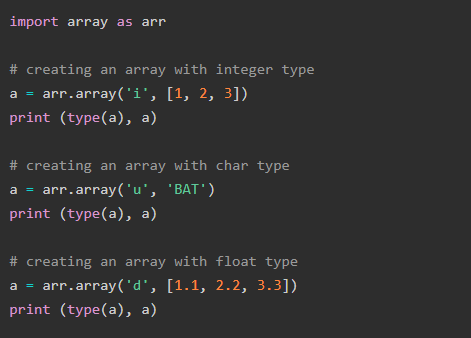 import array as arr
# creating an array with integer type
a = arr.array('i', [1, 2, 3])
print (type(a), a)
# creating an array with char type
a = arr.array('u', 'BAT')
print (type(a), a)
# creating an array with float type
a = arr.array('d', [1.1, 2.2, 3.3])
print (type(a), a)